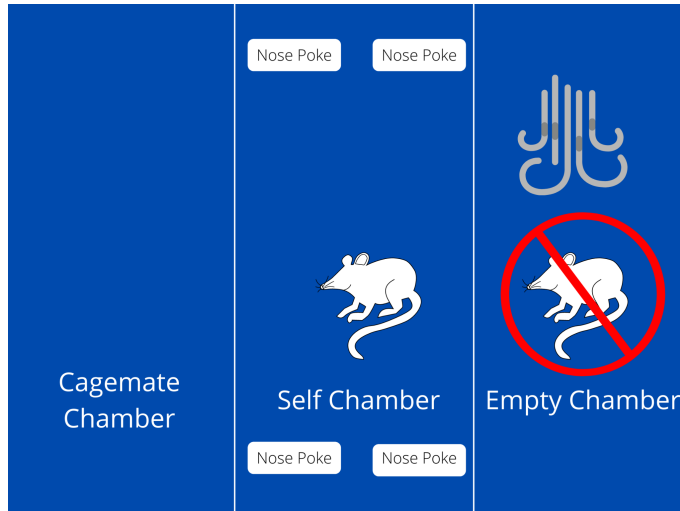 Nose Poke
Nose Poke
Cagemate
Chamber
Self Chamber
Empty Chamber
Nose Poke
Nose Poke